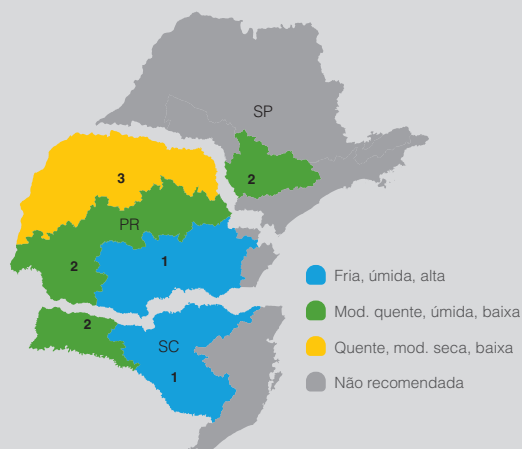 SP
3
2
PR
2
1
2
SC
1
Fria, úmida, alta
Mod. quente, úmida, baixa
Quente, mod. seca, baixa
Não recomendada